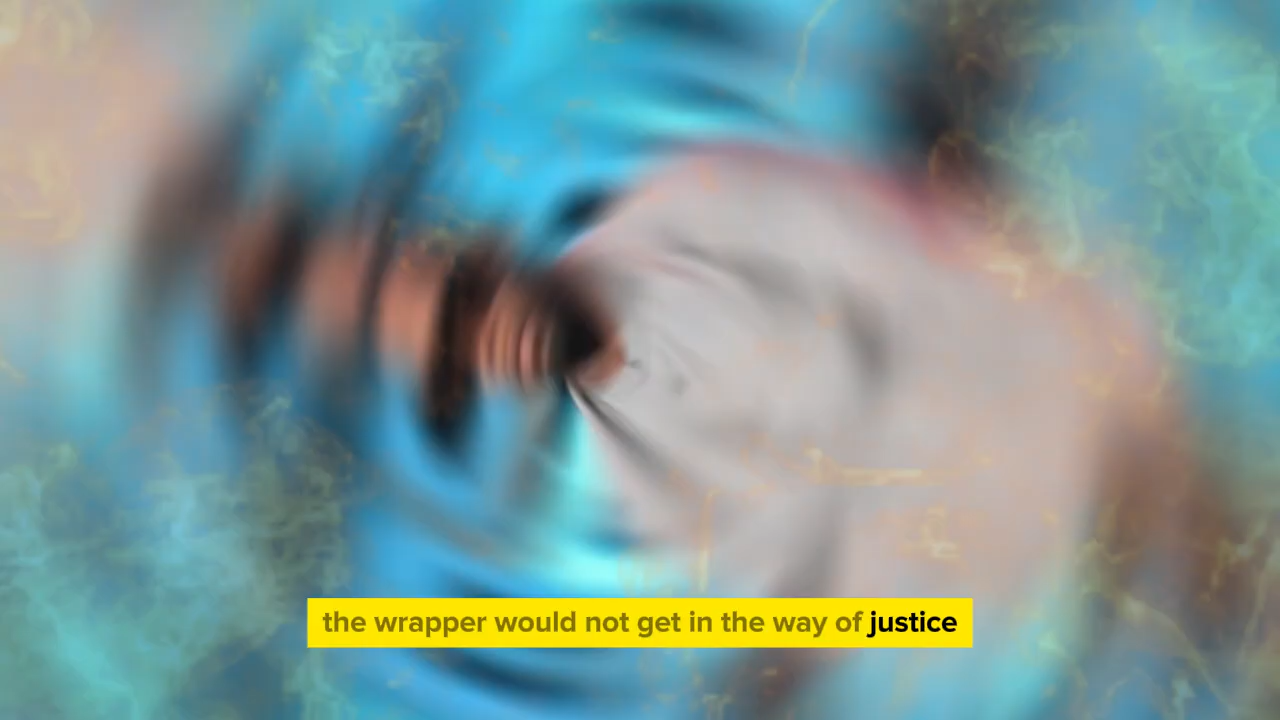 the wrapper would not get in the way of justice